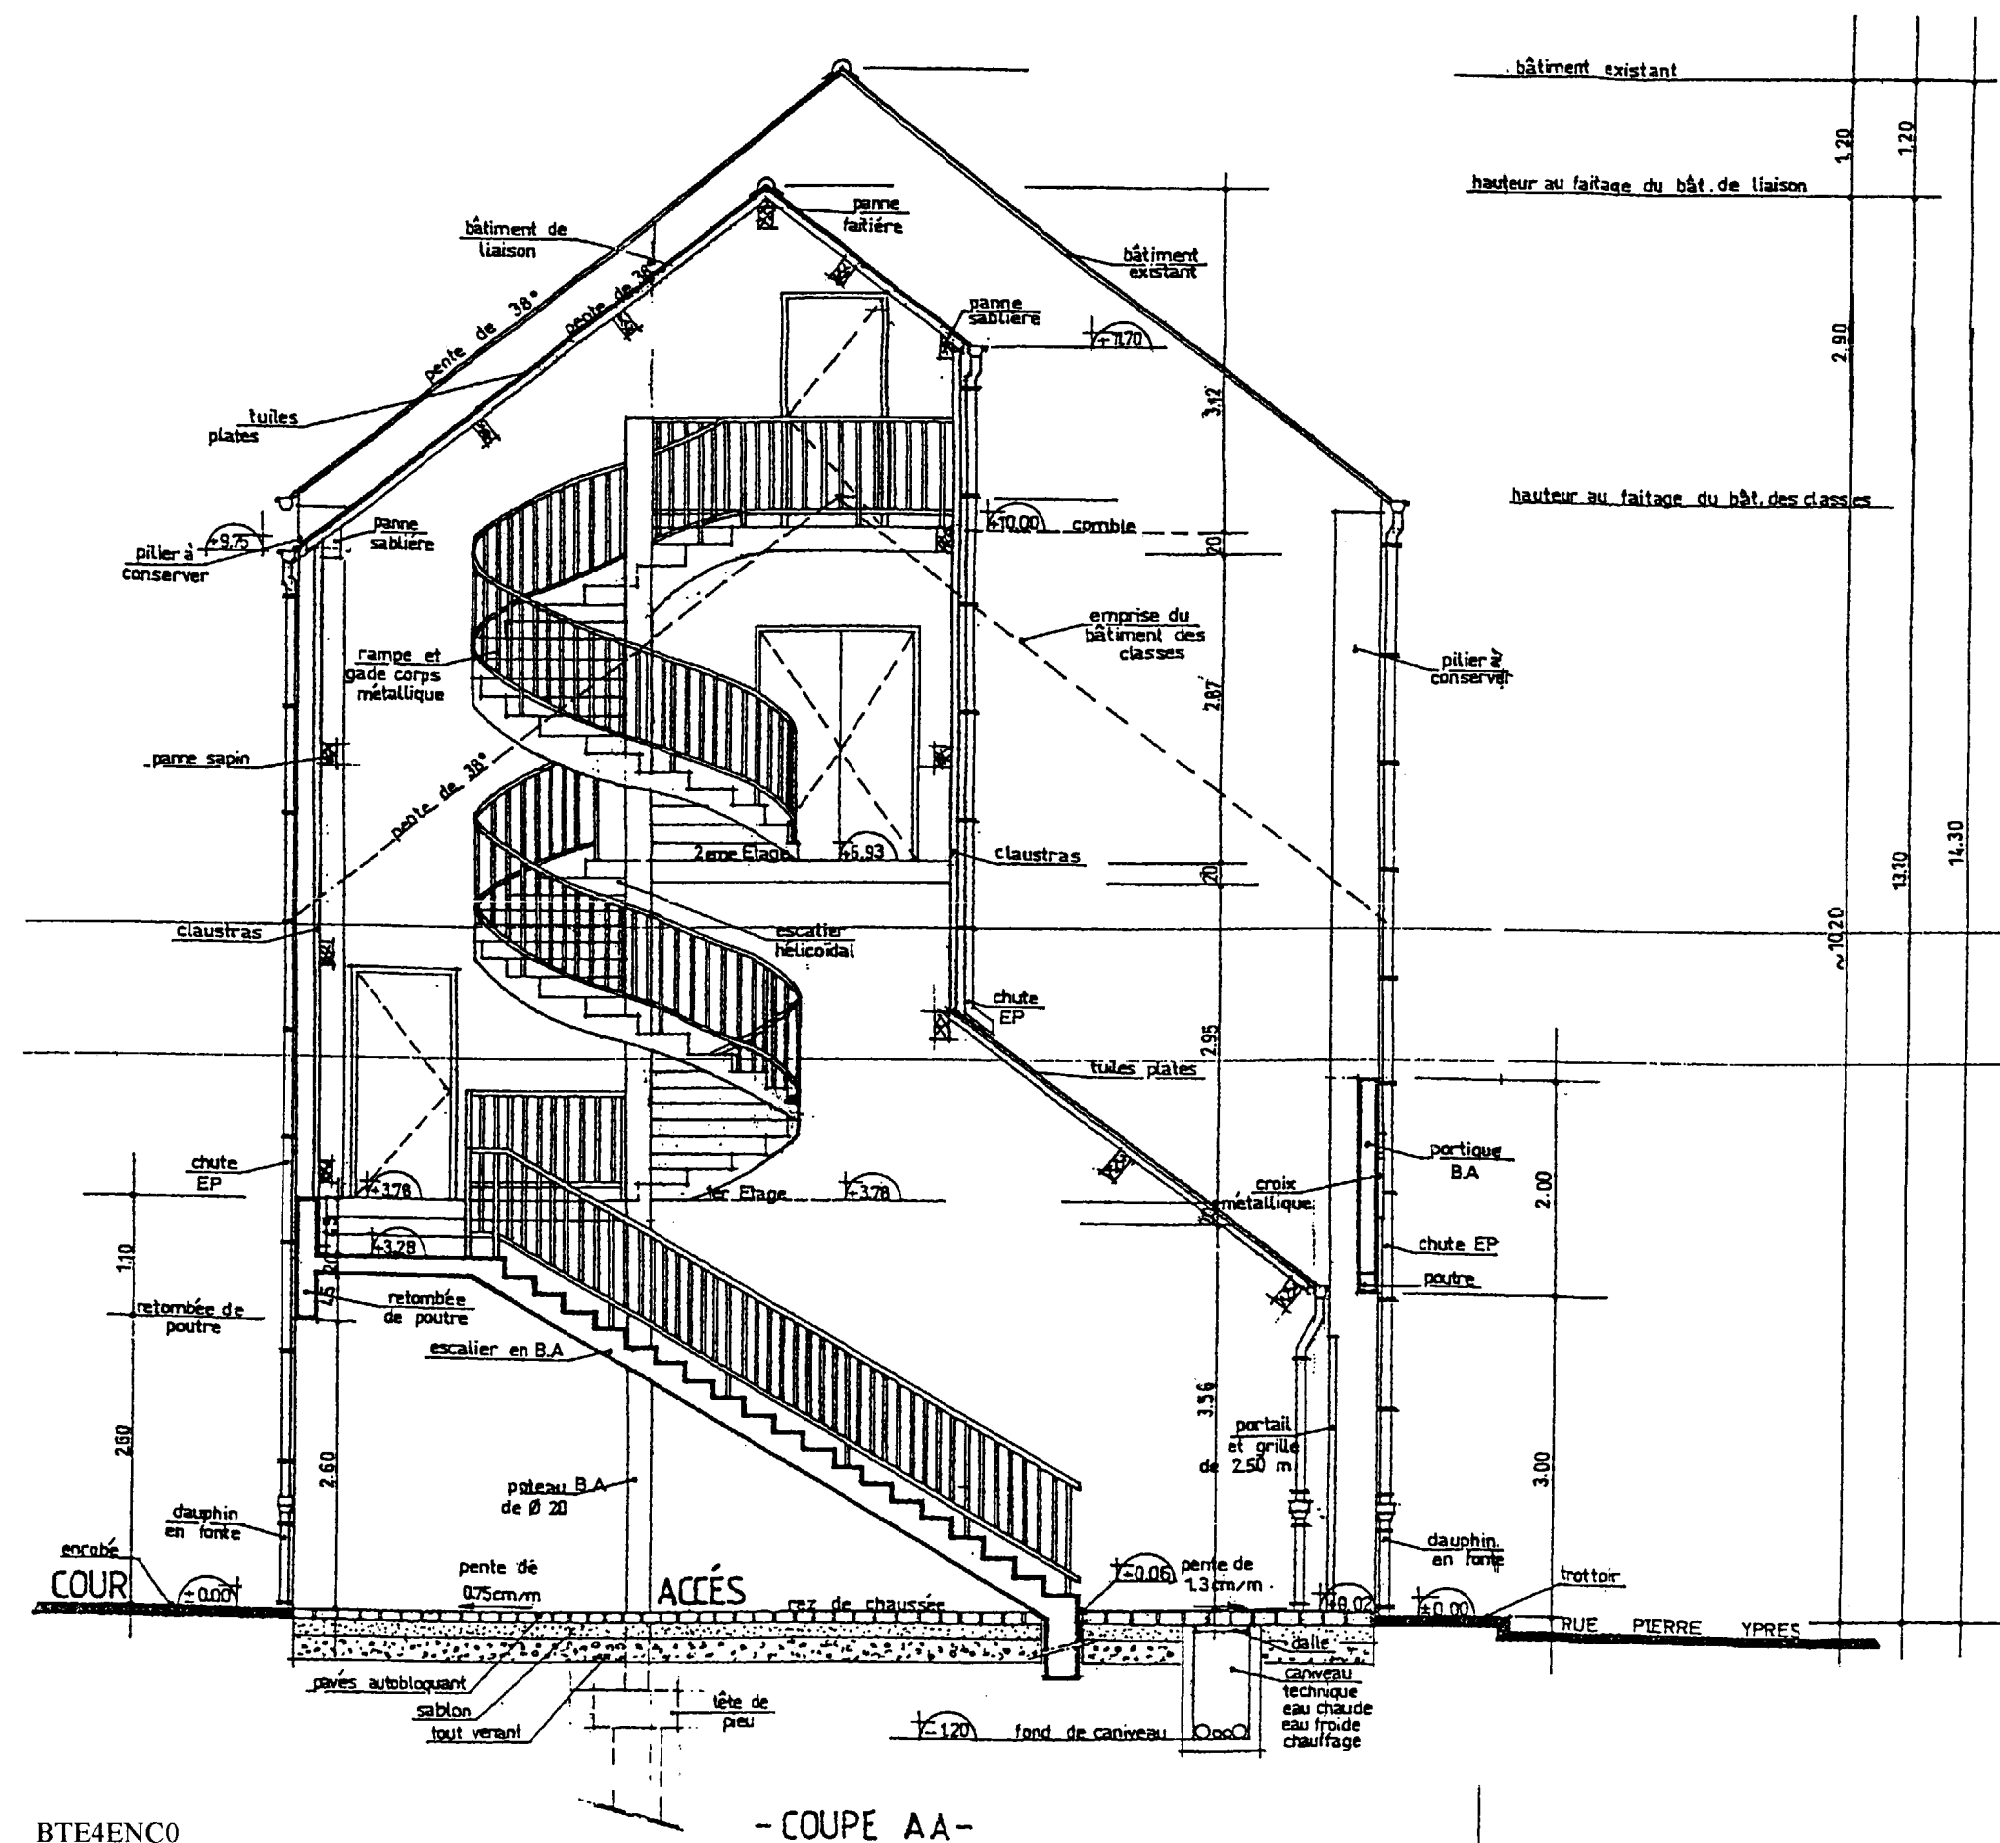 bâtiment existant
1,20
1,20
hauteur au faitage du bât. de liaison
panne
faitière
bâtiment de
liaison
bâtiment
existant
pente de 38°
pente de 38°
panne
sablière
+11.70
2.90
3,12
tuiles
plates
hauteur au faitage du bât. des classes
+9.75
panne
sablière
+10.00
comble
20
pilier à
conserver
emprise du
bâtiment des
classes
rampe et
gade corps
métallique
pilier à
conserver
2.87
panne sapin
pente de 38°
2eme Etage
+6.93
claustras
20
14.30
13.10
~10.20
claustras
escalier
hélicoïdal
chute
EP
2.95
tuiles plates
chute
EP
portique
B.A
+3.78
1er Etage
+3.78
croix
métallique
2.00
+3.28
chute EP
1.10
20
poutre
retombée de
poutre
retombée
de poutre
escalier en B.A
3.56
portail
et grille
de 2.50 m
2.60
2.60
3.00
poteau B.A
de Ø 20
dauphin
en fonte
dauphin
en fonte
enrobé
COUR
±0.00
pente de
0.75cm/m
ACCÉS
rez de chaussée
+0.06
pente de
1.3cm/m
+0.02
±0.00
trottoir
RUE PIERRE YPRES
dalle
pavés autobloquant
sablon
tout venant
tête de
pieu
-1.20
fond de caniveau
caniveau
technique
eau chaude
eau froide
chauffage
-COUPE AA-
BTE4ENC0